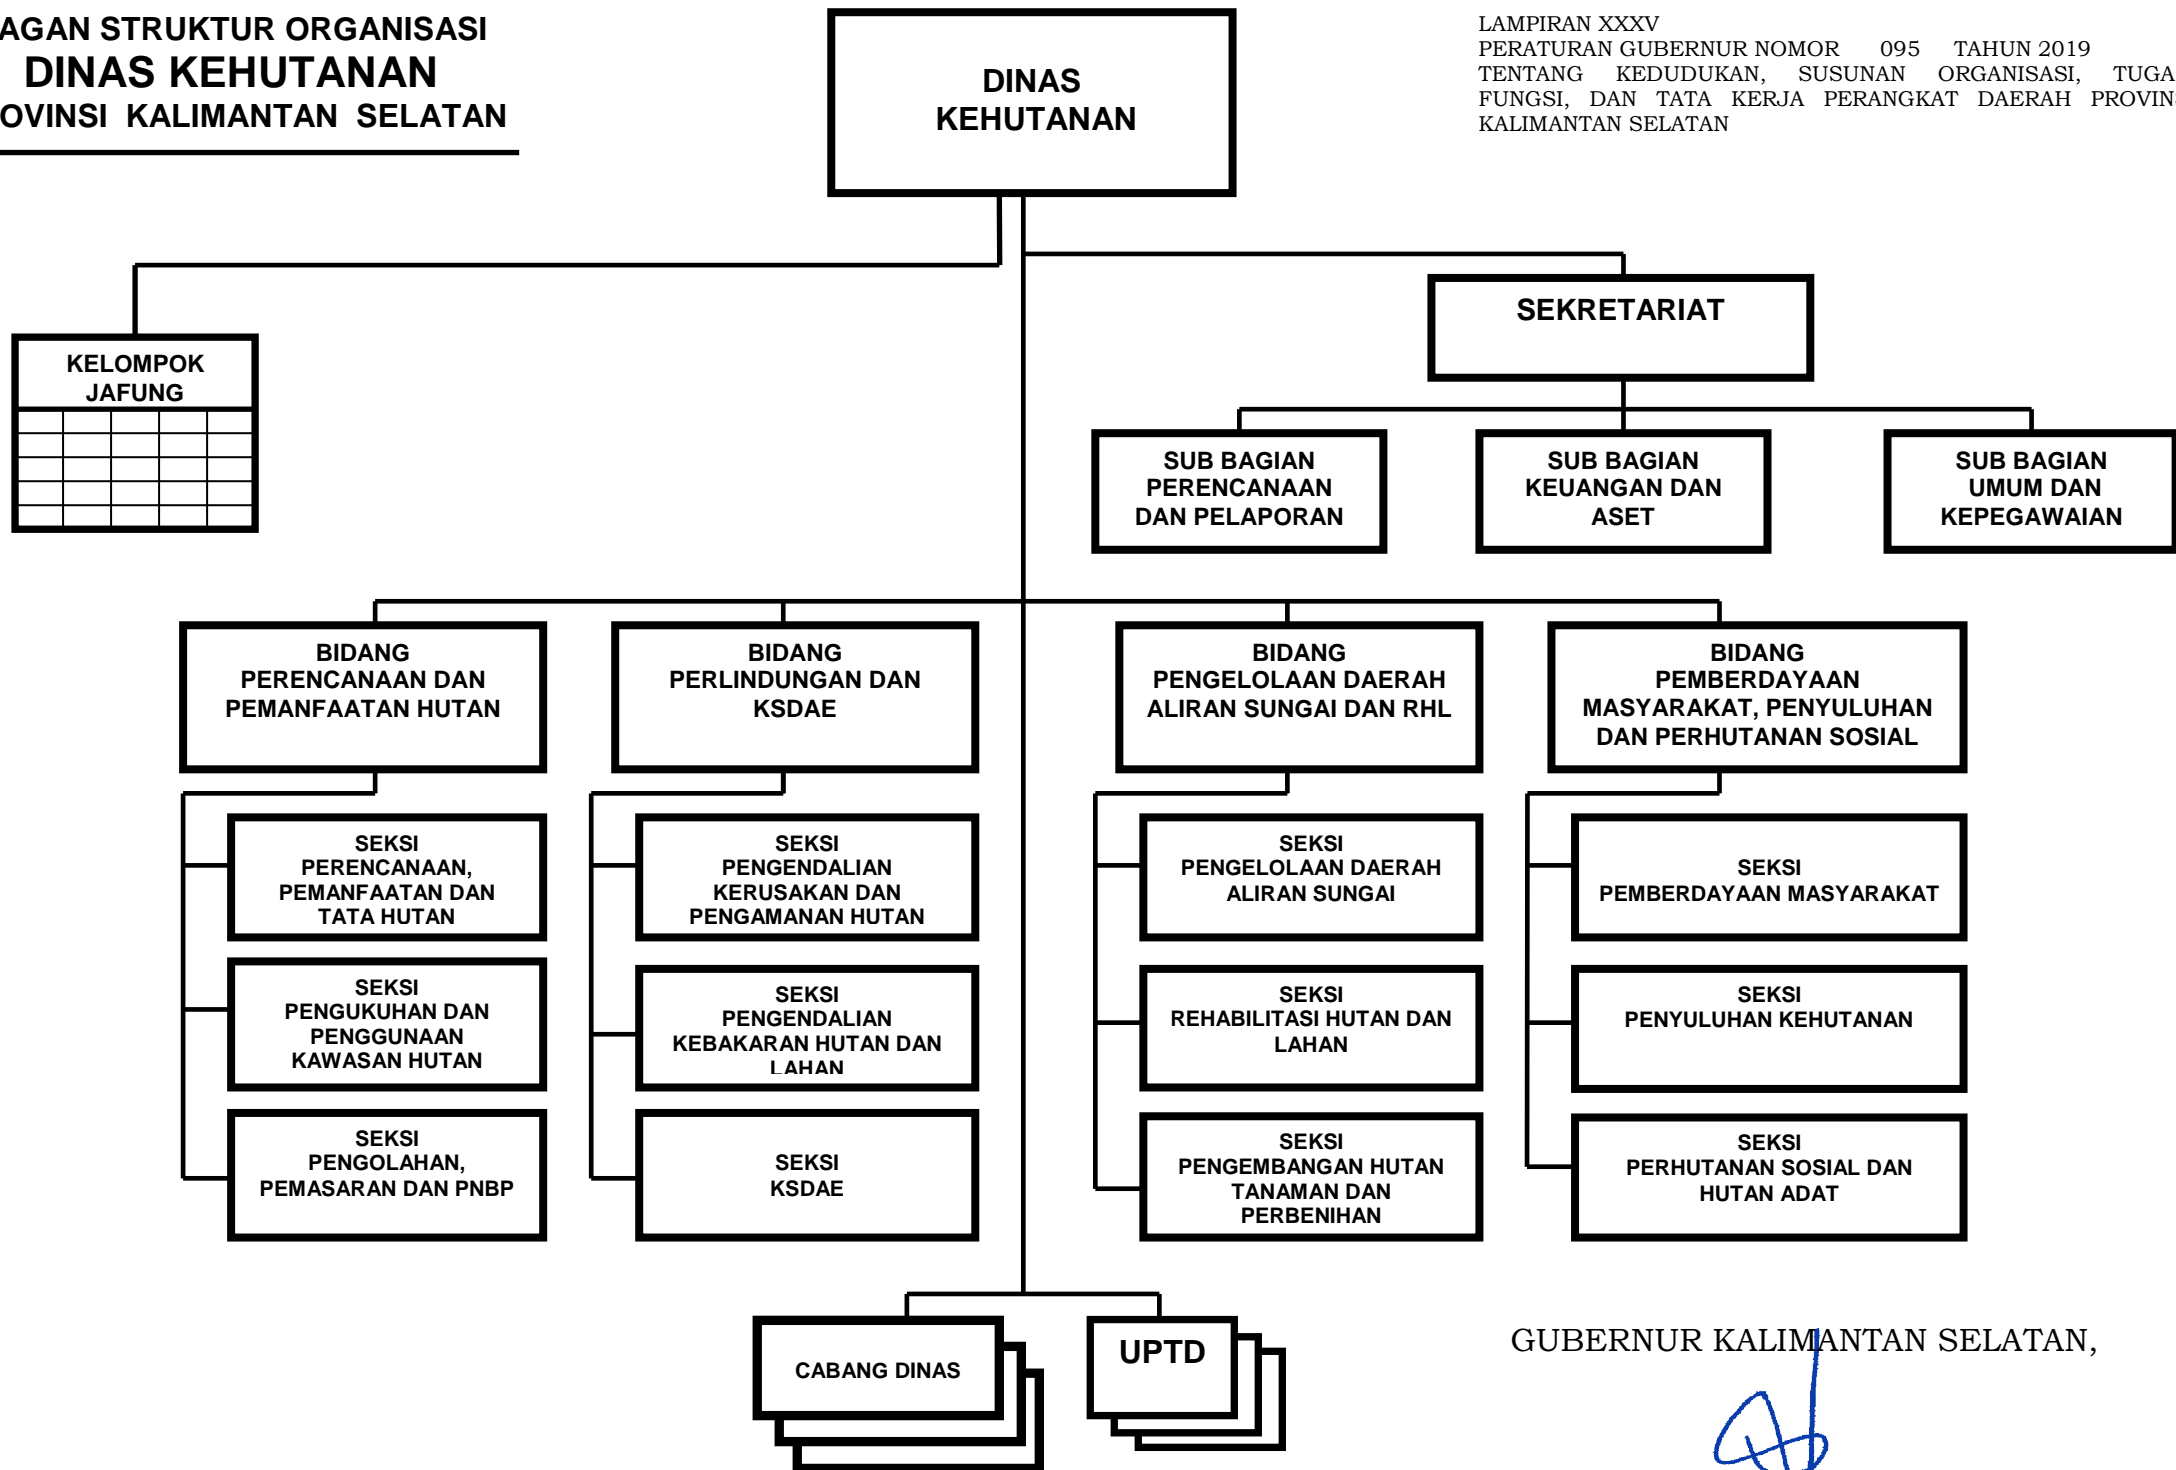 AGAN STRUKTUR ORGANISASI
DINAS KEHUTANAN
OVINSI KALIMANTAN SELATAN
DINAS
KEHUTANAN
LAMPIRAN XXXV
PERATURAN GUBERNUR NOMOR 095 TAHUN 2019
TENTANG KEDUDUKAN, SUSUNAN ORGANISASI, TUGA
FUNGSI, DAN TATA KERJA PERANGKAT DAERAH PROVIN
KALIMANTAN SELATAN
SEKRETARIAT
KELOMPOK
JAFUNG
SUB BAGIAN
PERENCANAAN
DAN PELAPORAN
SUB BAGIAN
KEUANGAN DAN
ASET
SUB BAGIAN
UMUM DAN
KEPEGAWAIAN
BIDANG
PERENCANAAN DAN
PEMANFAATAN HUTAN
BIDANG
PERLINDUNGAN DAN
KSDAE
BIDANG
PENGELOLAAN DAERAH
ALIRAN SUNGAI DAN RHL
BIDANG
PEMBERDAYAAN
MASYARAKAT, PENYULUHAN
DAN PERHUTANAN SOSIAL
SEKSI
PERENCANAAN,
PEMANFAATAN DAN
TATA HUTAN
SEKSI
PENGENDALIAN
KERUSAKAN DAN
PENGAMANAN HUTAN
SEKSI
PENGELOLAAN DAERAH
ALIRAN SUNGAI
SEKSI
PEMBERDAYAAN MASYARAKAT
SEKSI
PENGUKUHAN DAN
PENGGUNAAN
KAWASAN HUTAN
SEKSI
PENGENDALIAN
KEBAKARAN HUTAN DAN
LAHAN
SEKSI
REHABILITASI HUTAN DAN
LAHAN
SEKSI
PENYULUHAN KEHUTANAN
SEKSI
PENGOLAHAN,
PEMASARAN DAN PNBP
SEKSI
KSDAE
SEKSI
PENGEMBANGAN HUTAN
TANAMAN DAN
PERBENIHAN
SEKSI
PERHUTANAN SOSIAL DAN
HUTAN ADAT
CABANG DINAS
UPTD
GUBERNUR KALIMANTAN SELATAN,